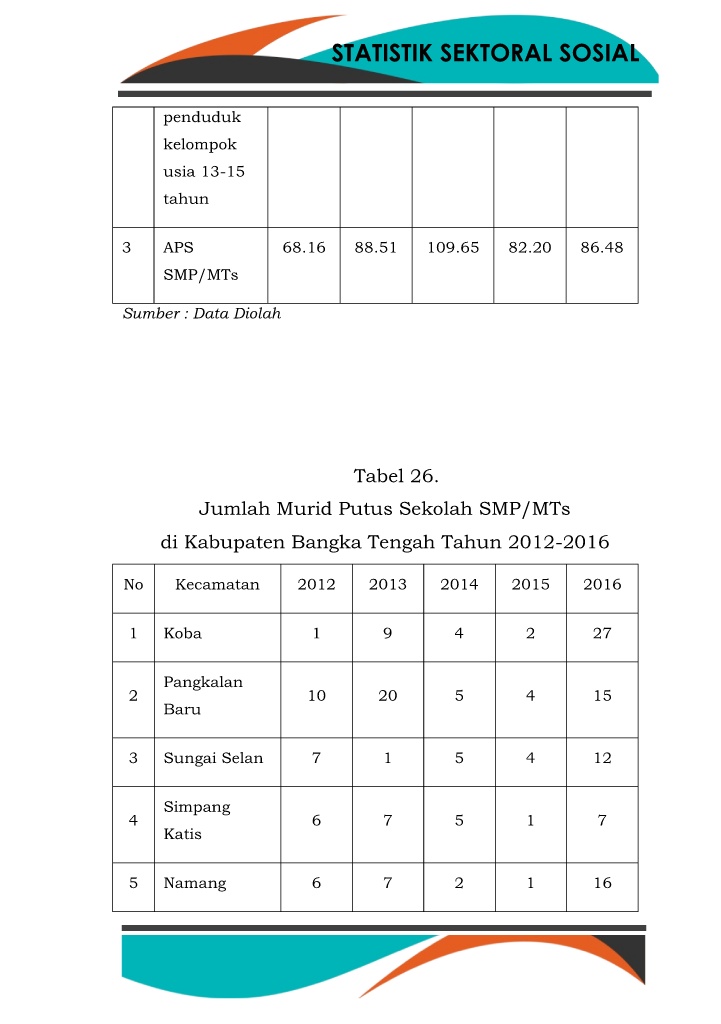 STATISTIK SEKTORAL SOSIAL
penduduk
kelompok
usia 13-15
tahun
3 APS 68.16 88.51 109.65 82.20 86.48
SMP/MTs
Sumber : Data Diolah
Tabel 26.
Jumlah Murid Putus Sekolah SMP/MTs
di Kabupaten Bangka Tengah Tahun 2012-2016
No Kecamatan 2012 2013 2014 2015 2016
1 Koba 1 9 4 2 27
2 Pangkalan Baru 10 20 5 4 15
3 Sungai Selan 7 1 5 4 12
4 Simpang Katis 6 7 5 1 7
5 Namang 6 7 2 1 16